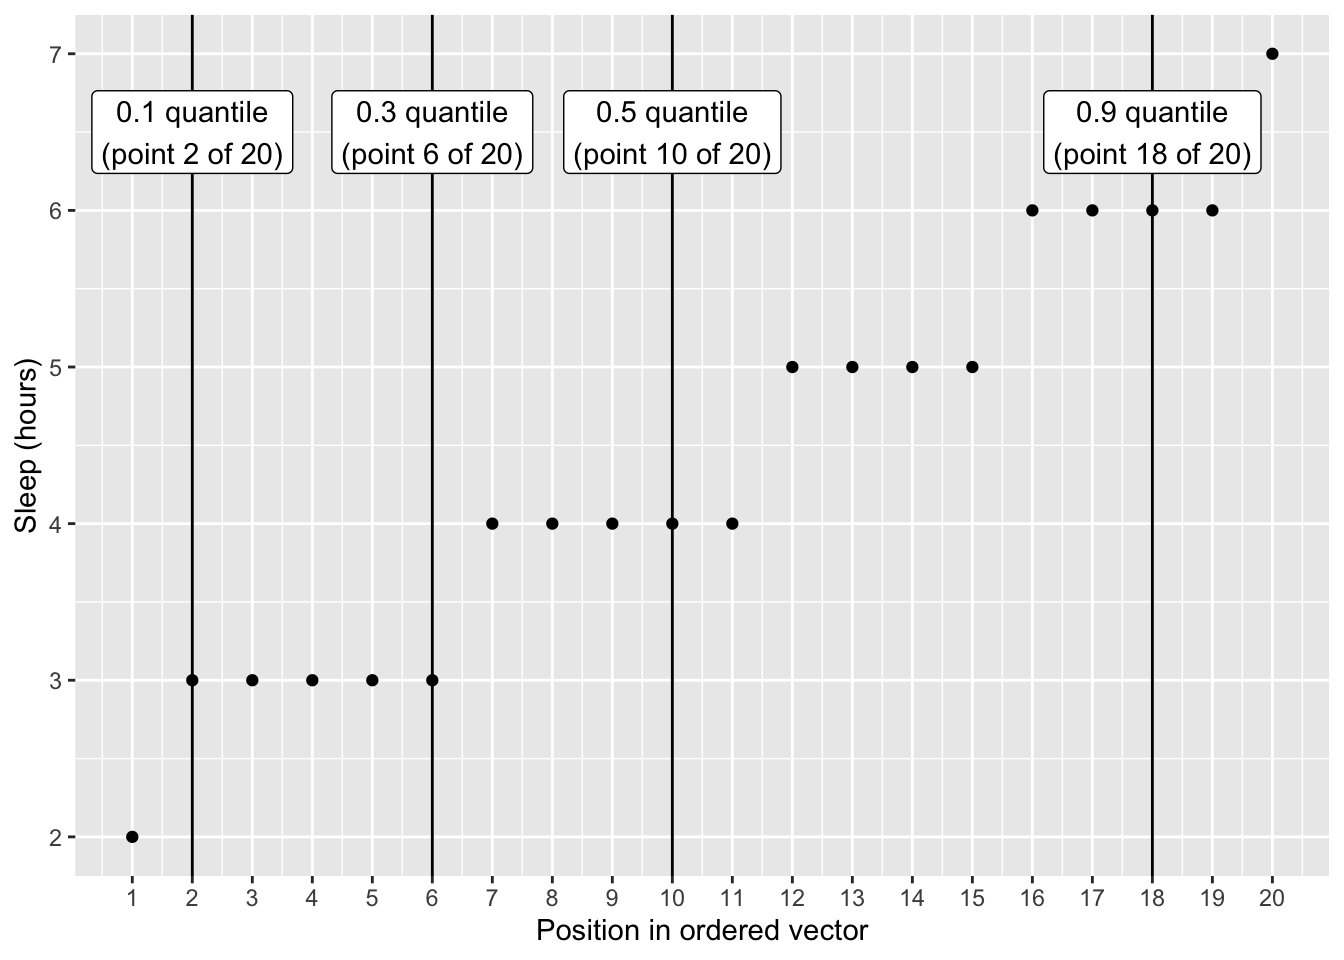 7
0.1 quantile
(point 2 of 20)
0.3 quantile
(point 6 of 20)
0.5 quantile
(point 10 of 20)
0.9 quantile
(point 18 of 20)
6
5
4
3
2
Sleep (hours)
1 2 3 4 5 6 7 8 9 10 11 12 13 14 15 16 17 18 19 20
Position in ordered vector